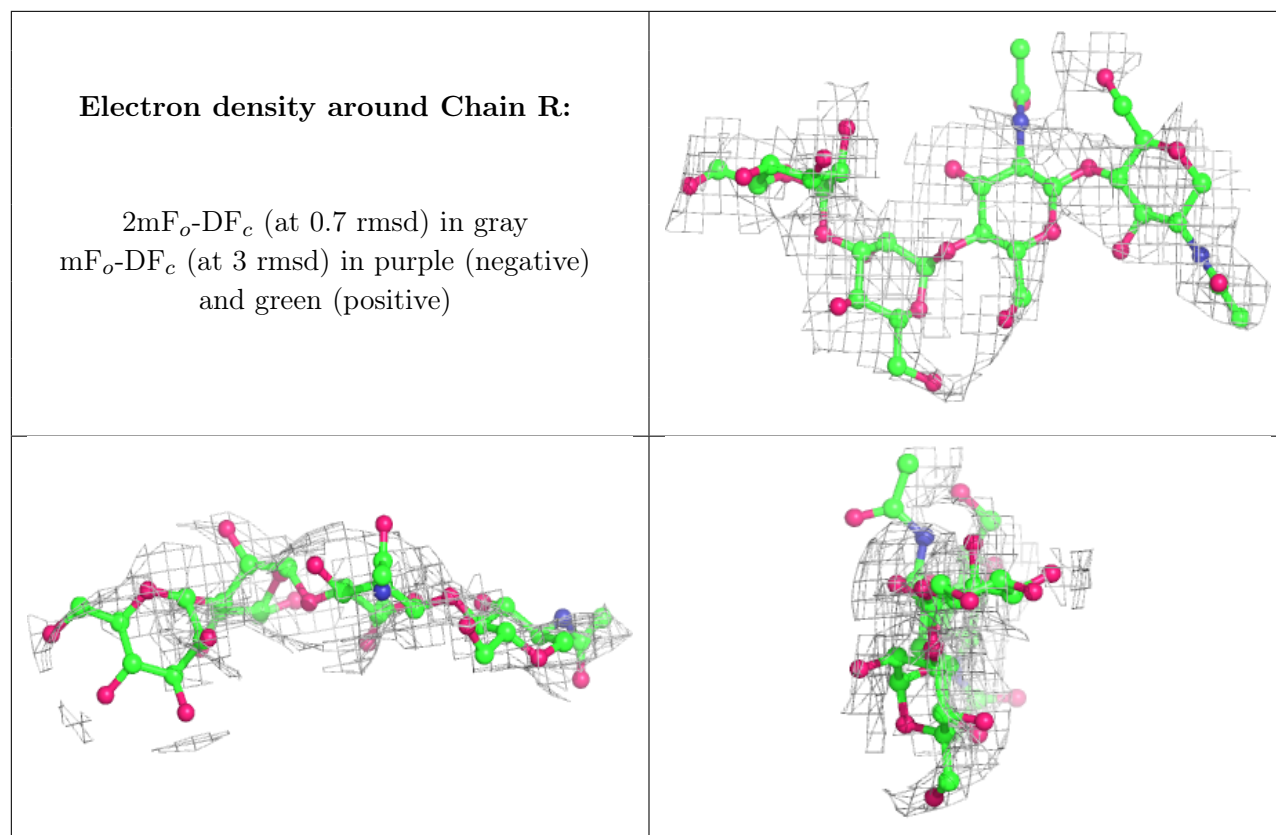 Electron density around Chain R:
2mFo-DFc (at 0.7 rmsd) in gray
mFo-DFc (at 3 rmsd) in purple (negative)
and green (positive)